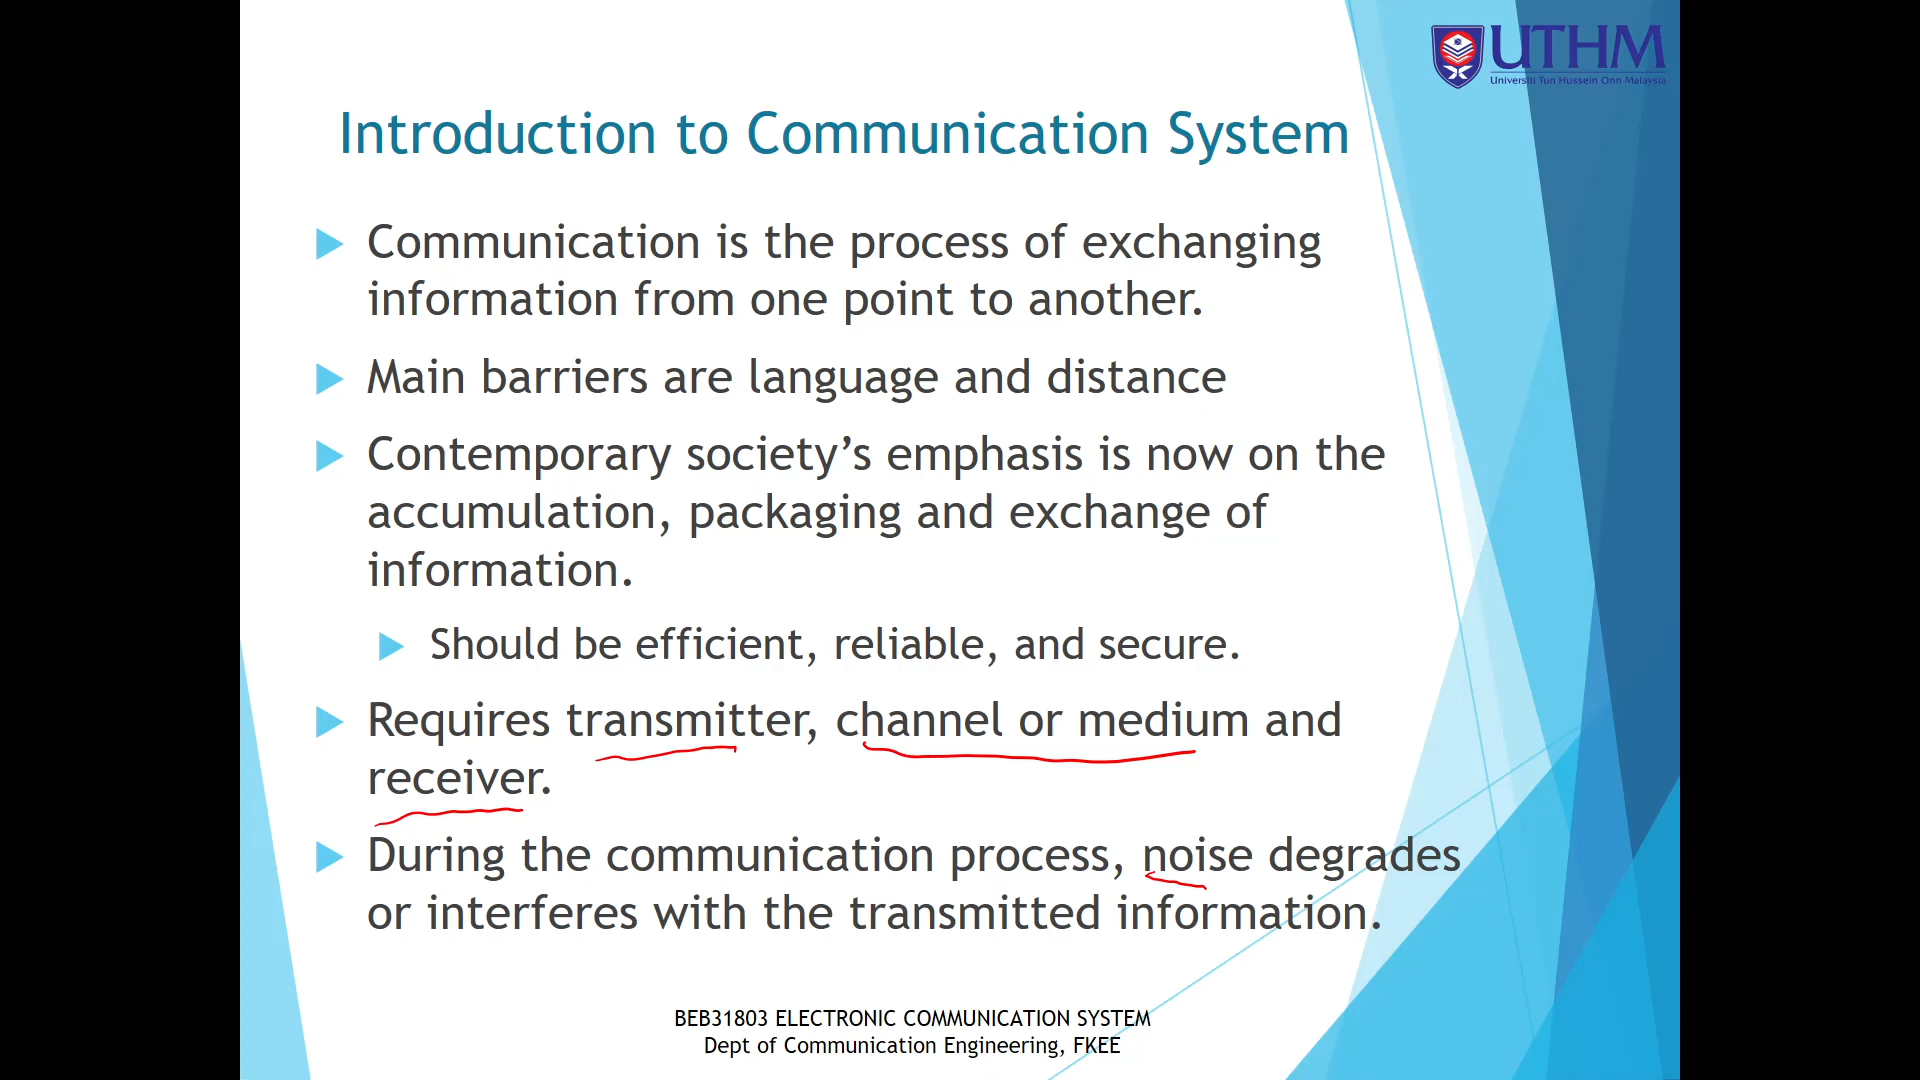 UTHM
Universiti Tun Hussein Onn Malaysia
Introduction to Communication System
Communication is the process of exchanging
information from one point to another.
Main barriers are language and distance
Contemporary society’s emphasis is now on the
accumulation, packaging and exchange of
information.
Should be efficient, reliable, and secure.
Requires transmitter, channel or medium and
receiver.
During the communication process, noise degrades
or interferes with the transmitted information.
BEB31803 ELECTRONIC COMMUNICATION SYSTEM
Dept of Communication Engineering, FKEE